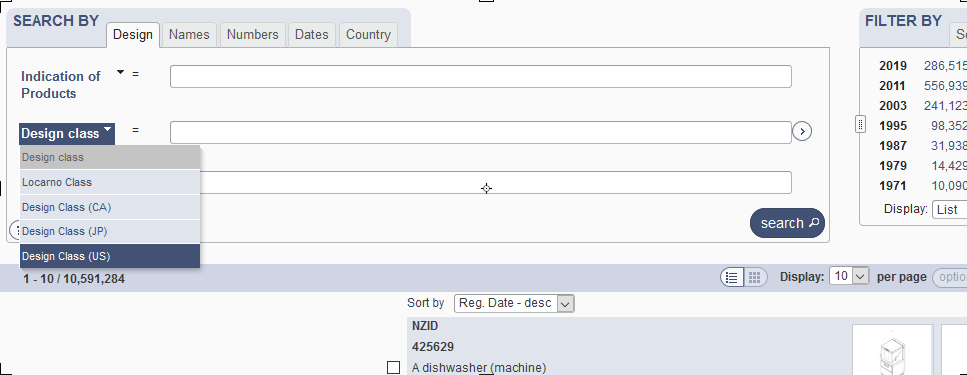 SEARCH BY
Design Names Numbers Dates Country
Indication of =
Products
Design class =
Design class
Locarno Class
Design Class (CA)
Design Class (JP)
Design Class (US)
search
FILTER BY
2019 286,515
2011 556,939
2003 241,123
1995 98,352
1987 31,938
1979 14,429
1971 10,090
Display: List
1 - 10 / 10,591,284
Display: 10 per page
Sort by Reg. Date - desc
NZID
425629
A dishwasher (machine)